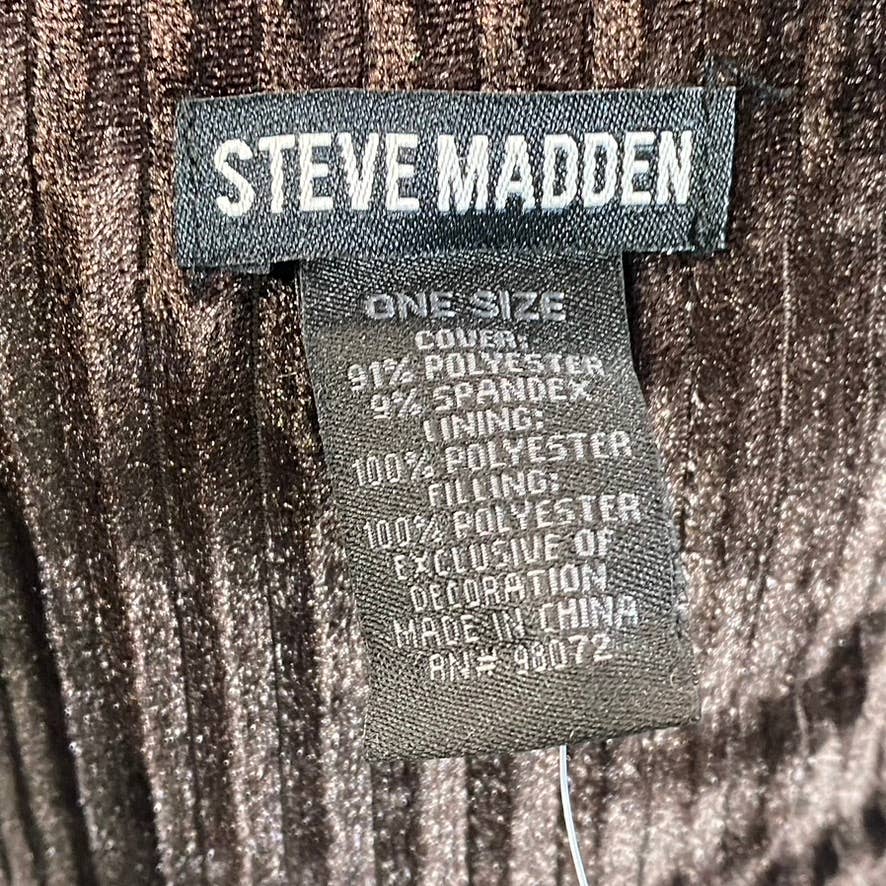 STEVE MADDEN
ONE SIZE
COVER:
91% POLYESTER
9% SPANDEX
LINING:
100% POLYESTER
FILLING:
100% POLYESTER
EXCLUSIVE OF
DECORATION
MADE IN CHINA
RN# 98072